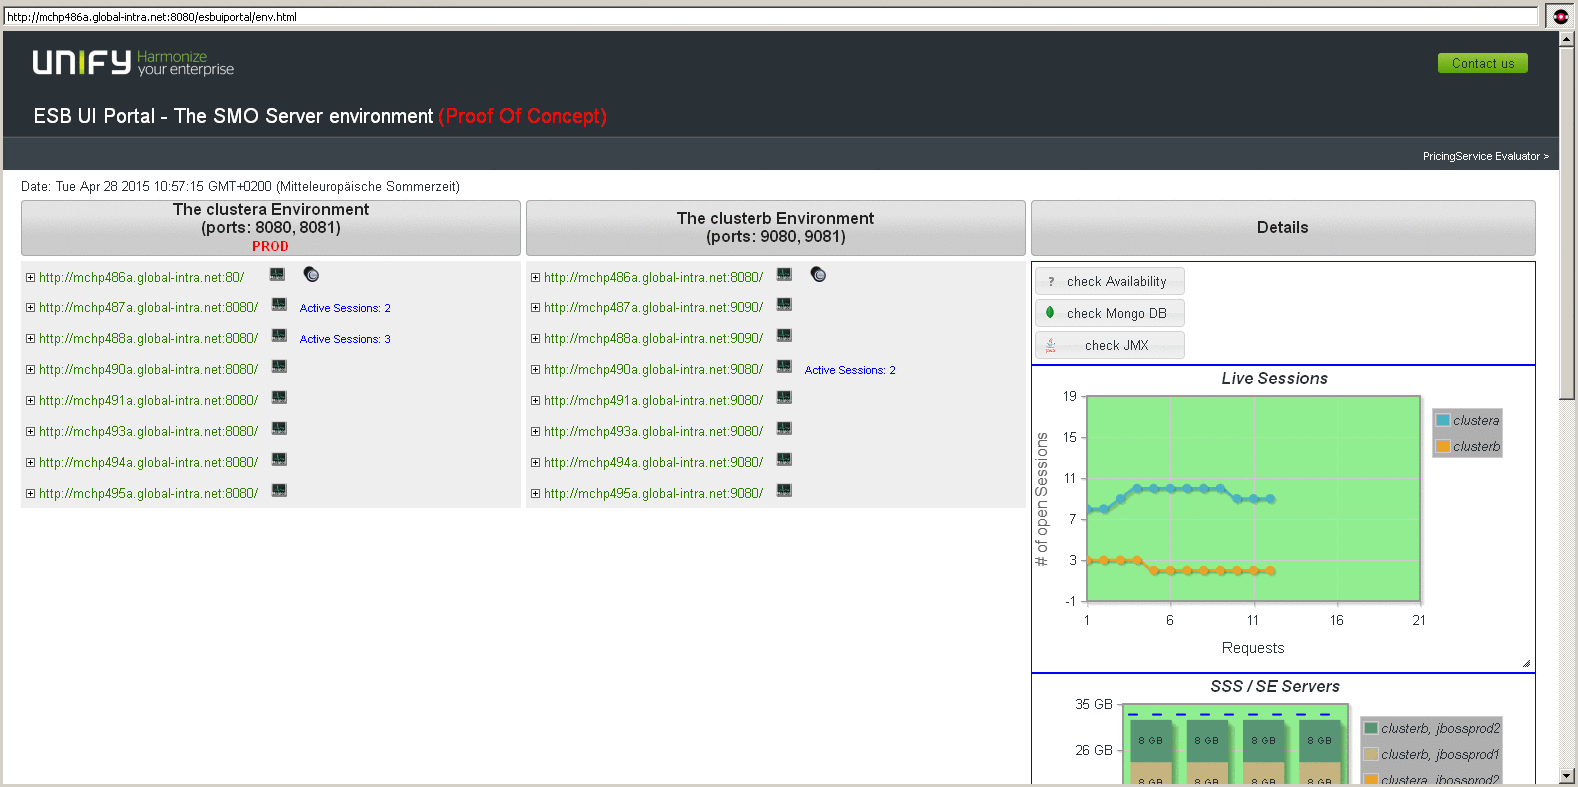 http://mchp486a.global-intra.net:8080/esbuiportal/env.html
UNIFY Harmonize
your enterprise
Contact us
ESB UI Portal - The SMO Server environment (Proof Of Concept)
PricingService Evaluator >
Date: Tue Apr 28 2015 10:57:15 GMT+0200 (Mitteleuropäische Sommerzeit)
The clustera Environment
(ports: 8080, 8081)
PROD
http://mchp486a.global-intra.net:80/
http://mchp487a.global-intra.net:8080/ Active Sessions: 2
http://mchp488a.global-intra.net:8080/ Active Sessions: 3
http://mchp490a.global-intra.net:8080/
http://mchp491a.global-intra.net:8080/
http://mchp493a.global-intra.net:8080/
http://mchp494a.global-intra.net:8080/
http://mchp495a.global-intra.net:8080/
The clusterb Environment
(ports: 9080, 9081)
http://mchp486a.global-intra.net:8080/
http://mchp487a.global-intra.net:9090/
http://mchp488a.global-intra.net:9090/
http://mchp490a.global-intra.net:9080/ Active Sessions: 2
http://mchp491a.global-intra.net:9080/
http://mchp493a.global-intra.net:9080/
http://mchp494a.global-intra.net:9080/
http://mchp495a.global-intra.net:9080/
Details
? check Availability
check Mongo DB
check JMX
Live Sessions
19
15
11
7
3
-1
# of open Sessions
1 6 11 16 21
Requests
clustera
clusterb
SSS / SE Servers
35 GB
26 GB
8 GB 8 GB 8 GB 8 GB
8 GB 8 GB 8 GB 8 GB
clusterb, jbossprod2
clusterb, jbossprod1
clustera, jbossprod2